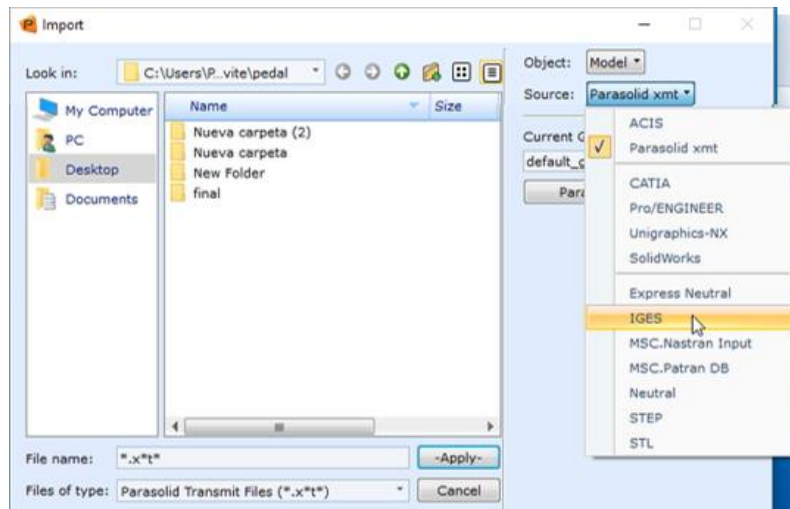 Import
Look in: C:\Users\P...vite\pedal
My Computer
PC
Desktop
Documents
Name Size
Nueva carpeta (2)
Nueva carpeta
New Folder
final
File name: *.x*t* -Apply-
Files of type: Parasolid Transmit Files (*.x*t*) Cancel
Object: Model
Source: Parasolid xmt
Current G
default_g
Para
ACIS
Parasolid xmt
CATIA
Pro/ENGINEER
Unigraphics-NX
SolidWorks
Express Neutral
IGES
MSC.Nastran Input
MSC.Patran DB
Neutral
STEP
STL